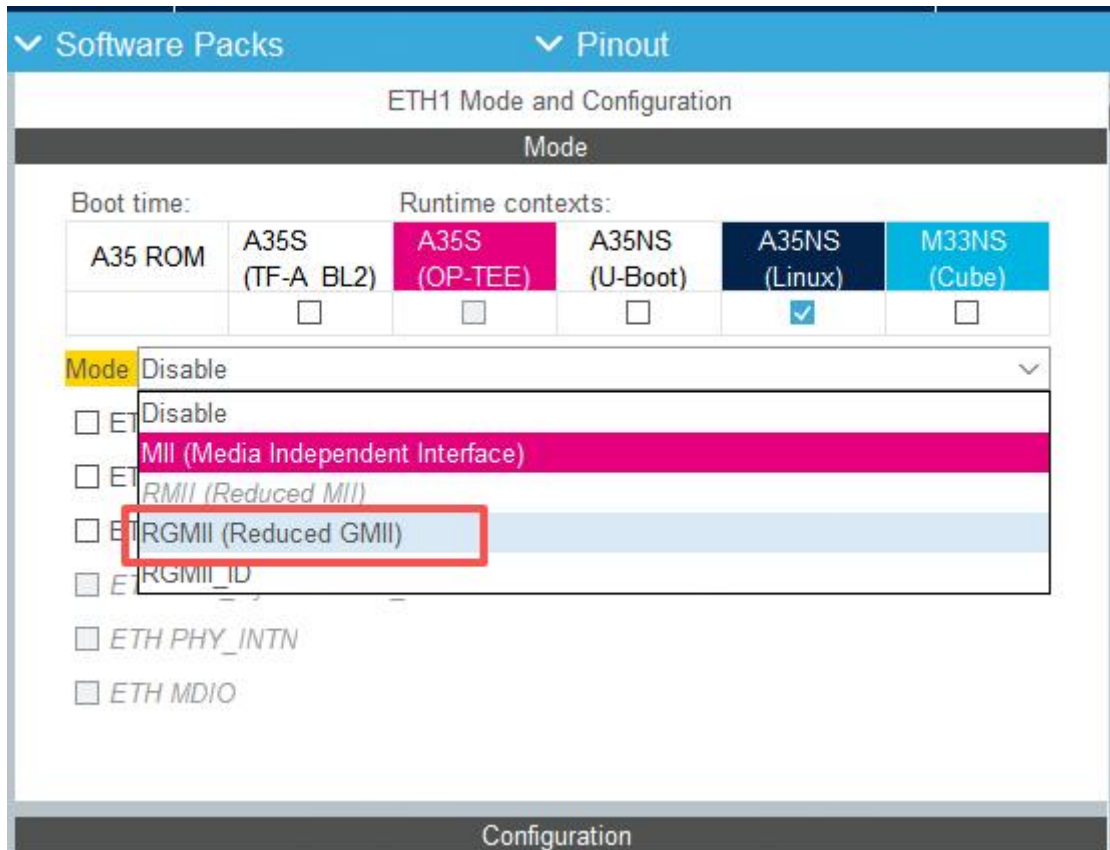 Software Packs
Pinout
ETH1 Mode and Configuration
Mode
Boot time:
Runtime contexts:
A35 ROM
A35S
(TF-A BL2)
A35S
(OP-TEE)
A35NS
(U-Boot)
A35NS
(Linux)
M33NS
(Cube)
Mode Disable
Disable
MII (Media Independent Interface)
RMII (Reduced MII)
RGMII (Reduced GMII)
RGMII_ID
ETH PHY_INTN
ETH MDIO
Configuration